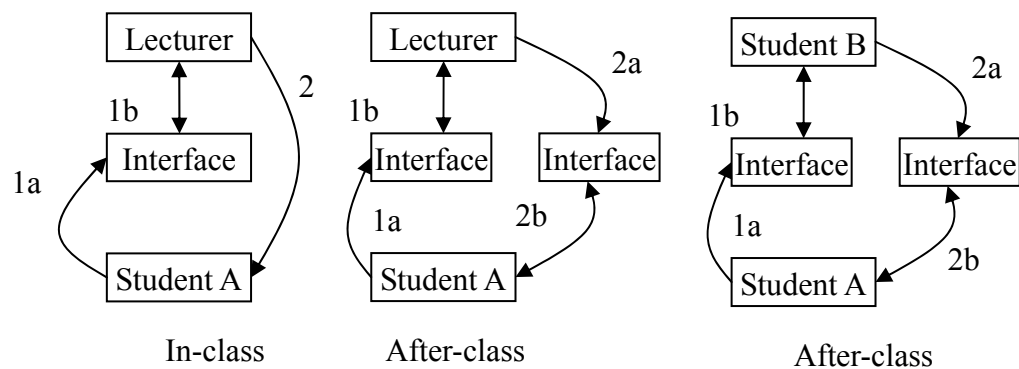 Lecturer
2
1b
Interface
1a
Student A
In-class
Lecturer
2a
1b
Interface
Interface
1a
2b
Student A
After-class
Student B
2a
1b
Interface
Interface
1a
2b
Student A
After-class